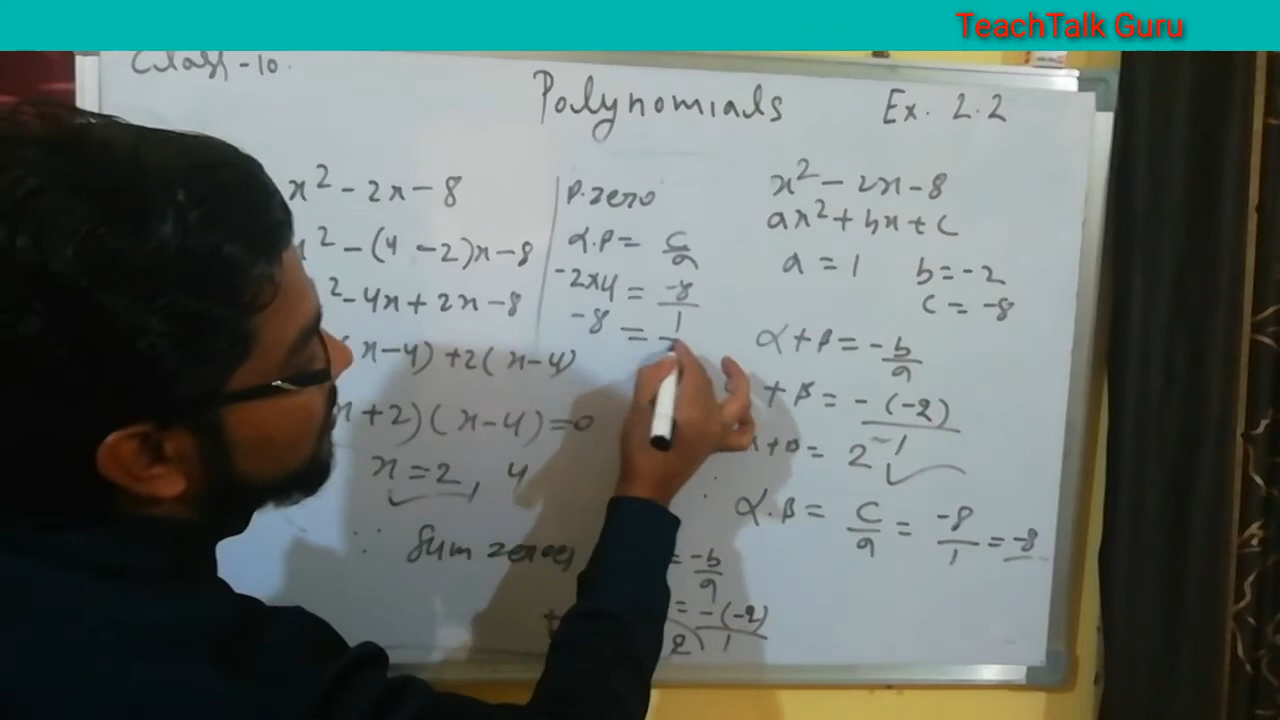 TeachTalk Guru
Class-10.
Polynomials Ex. 2.2
x² - 2x - 8
x² - (4 - 2)x - 8
² - 4x + 2x - 8
(x-4) + 2(x-4)
x+2)(x-4) = 0
x = 2, 4
∵ Sum zeroes
= -b/a
= -(-2)
2 1
P. zero
α.β = c/a
-2×4 = -8/1
-8 =
x² - 2x - 8
ax² + bx + c
a = 1 b = -2
c = -8
α + β = -b/a
+ β = -(-2)
= 2 1
∴ α.β = c/a = -8/1 = -8